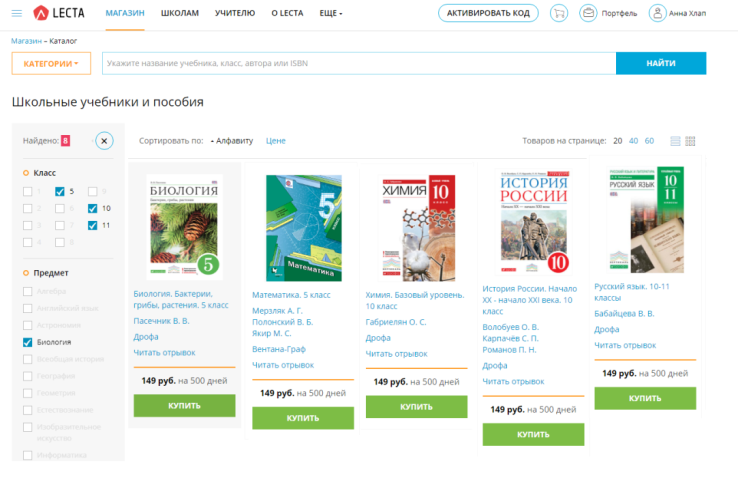 LECTA
МАГАЗИН ШКОЛАМ УЧИТЕЛЮ О LECTA ЕЩЕ
АКТИВИРОВАТЬ КОД
Портфель
Анна Хлап
Магазин – Каталог
КАТЕГОРИИ
Укажите название учебника, класс, автора или ISBN
НАЙТИ
Школьные учебники и пособия
Найдено: 8
Сортировать по: Алфавиту Цене
Товаров на странице: 20 40 60
Класс
1 5 9
2 6 10
3 7 11
4 8
Предмет
Алгебра
Английский язык
Астрономия
Биология
Всеобщая история
География
Геометрия
Естествознание
Изобразительное
искусство
Информатика
БИОЛОГИЯ
5
Биология. Бактерии,
грибы, растения. 5 класс
Пасечник В. В.
Дрофа
Читать отрывок
149 руб. на 500 дней
КУПИТЬ
5
Математика
Математика. 5 класс
Мерзляк А. Г.
Полонский В. Б.
Якир М. С.
Вентана-Граф
Читать отрывок
149 руб. на 500 дней
КУПИТЬ
ХИМИЯ 10
Химия. Базовый уровень.
10 класс
Габриелян О. С.
Дрофа
Читать отрывок
149 руб. на 500 дней
КУПИТЬ
ИСТОРИЯ
РОССИИ
10
История России. Начало
XX - начало XXI века. 10
класс
Волобуев О. В.
Карпачёв С. П.
Романов П. Н.
Дрофа
Читать отрывок
149 руб. на 500 дней
КУПИТЬ
РУССКИЙ ЯЗЫК
10
11
Русский язык. 10-11
классы
Бабайцева В. В.
Дрофа
Читать отрывок
149 руб. на 500 дней
КУПИТЬ